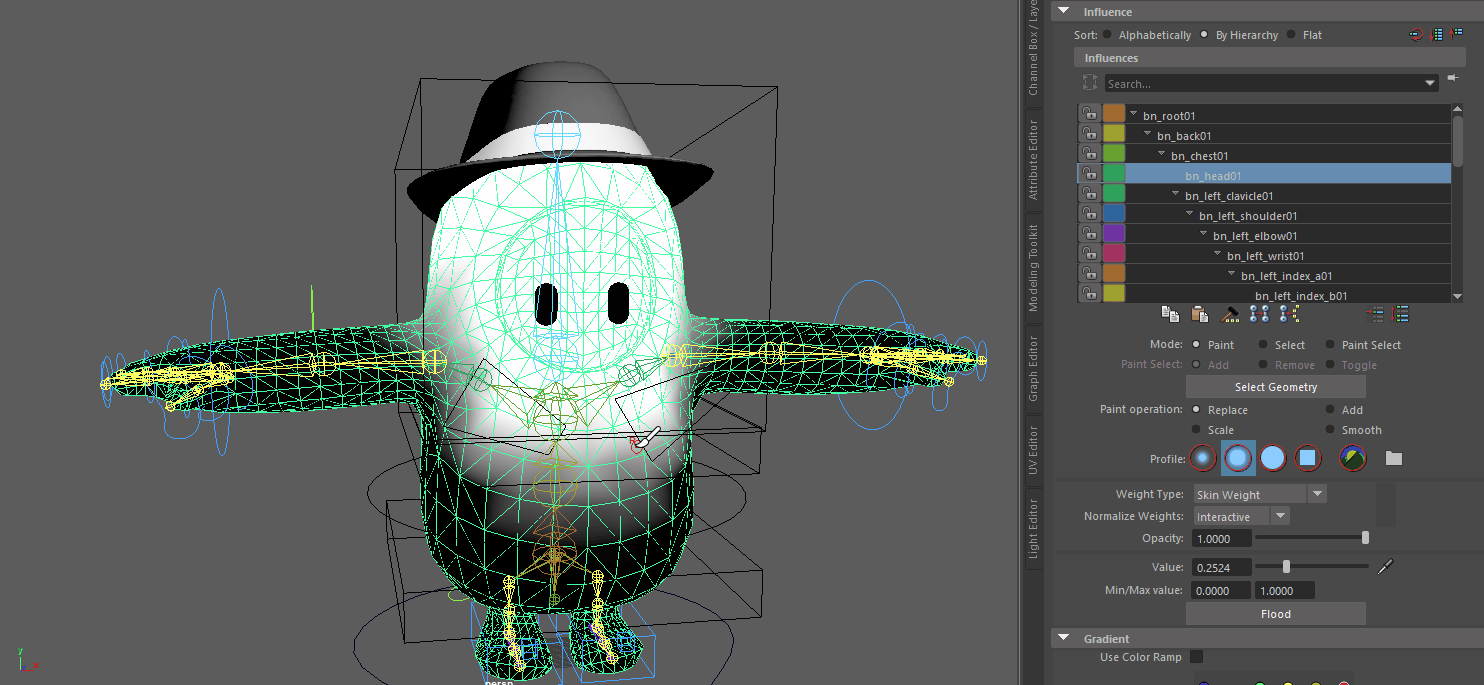 Influence
Sort: Alphabetically By Hierarchy Flat
Influences
Search...
bn_root01
bn_back01
bn_chest01
bn_head01
bn_left_clavicle01
bn_left_shoulder01
bn_left_elbow01
bn_left_wrist01
bn_left_index_a01
bn_left_index_b01
Mode: Paint Select Paint Select
Paint Select: Add Remove Toggle
Select Geometry
Paint operation: Replace Add
Scale Smooth
Profile:
Weight Type: Skin Weight
Normalize Weights: Interactive
Opacity: 1.0000
Value: 0.2524
Min/Max value: 0.0000 1.0000
Flood
Gradient
Use Color Ramp
Channel Box / Laye
Attribute Editor
Modeling Toolkit
Graph Editor
UV Editor
Light Editor
y
x
persp